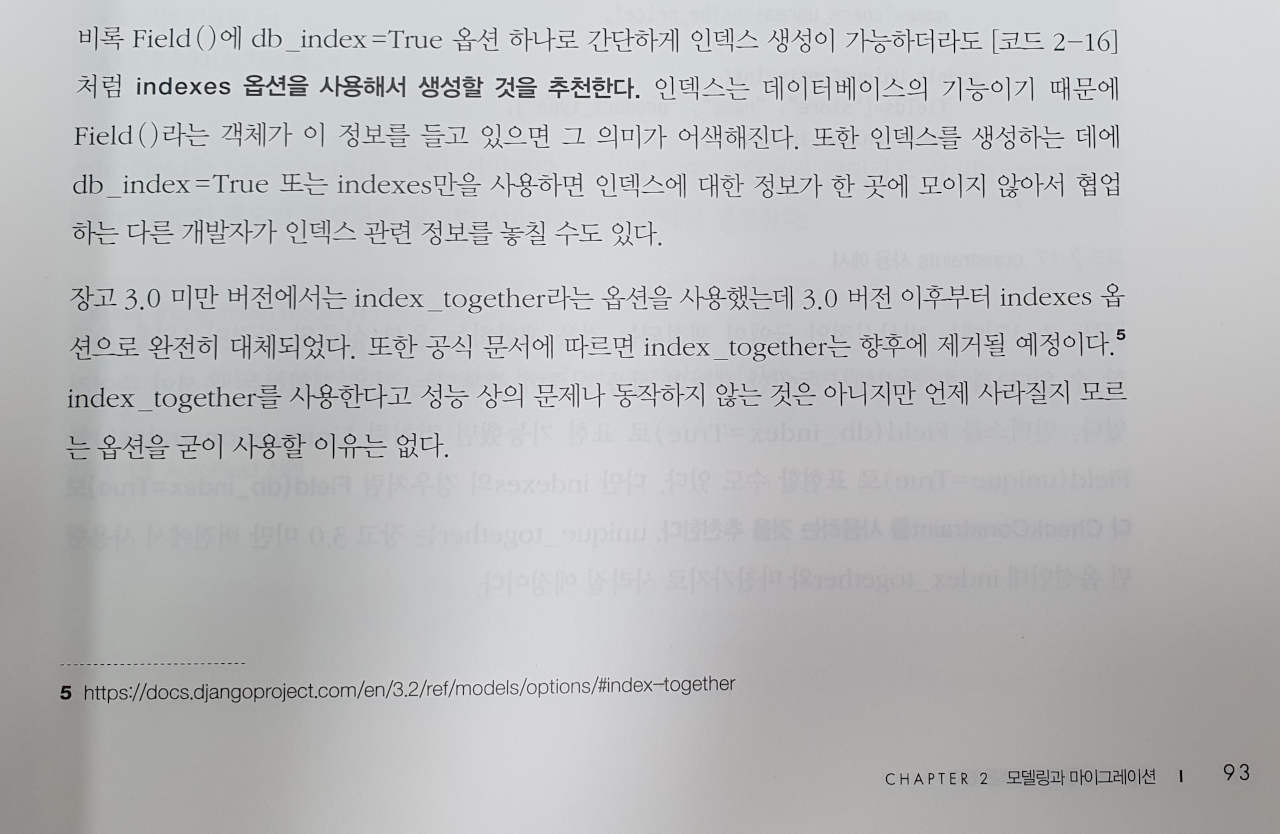 비록 Field()에 db_index=True 옵션 하나로 간단하게 인덱스 생성이 가능하더라도 [코드 2-16]
처럼 indexes 옵션을 사용해서 생성할 것을 추천한다. 인덱스는 데이터베이스의 기능이기 때문에
Field()라는 객체가 이 정보를 들고 있으면 그 의미가 어색해진다. 또한 인덱스를 생성하는 데에
db_index=True 또는 indexes만을 사용하면 인덱스에 대한 정보가 한 곳에 모이지 않아서 협업
하는 다른 개발자가 인덱스 관련 정보를 놓칠 수도 있다.
장고 3.0 미만 버전에서는 index_together라는 옵션을 사용했는데 3.0 버전 이후부터 indexes 옵
션으로 완전히 대체되었다. 또한 공식 문서에 따르면 index_together는 향후에 제거될 예정이다.5
index_together를 사용한다고 성능 상의 문제나 동작하지 않는 것은 아니지만 언제 사라질지 모르
는 옵션을 굳이 사용할 이유는 없다.
5 https://docs.djangoproject.com/en/3.2/ref/models/options/#index-together
CHAPTER 2 모델링과 마이그레이션 | 93